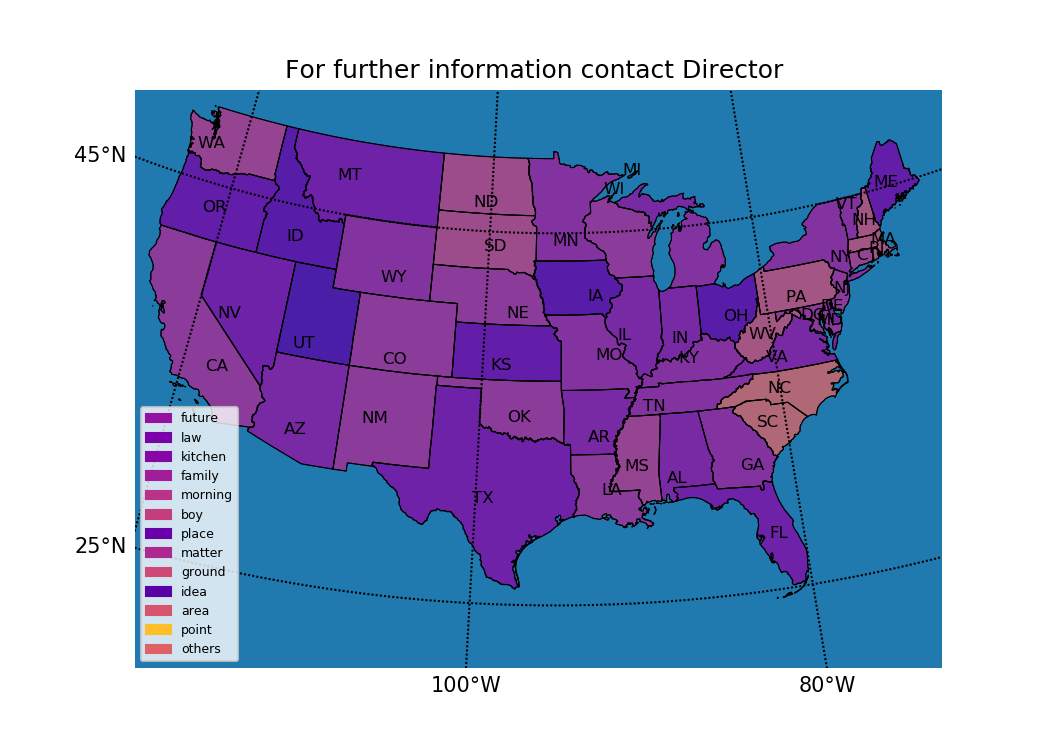 For further information contact Director
45°N
25°N
100°W
80°W
WA
MT
ND
MI
WI
ME
OR
ID
SD
MN
VT
NH
MA
RI
NY
CT
WY
NV
UT
NE
IA
IL
IN
OH
PA
NJ
DE
DC
MD
CA
CO
KS
MO
KY
WV
VA
AZ
NM
OK
AR
TN
NC
SC
TX
LA
MS
AL
GA
FL
future
law
kitchen
family
morning
boy
place
matter
ground
idea
area
point
others